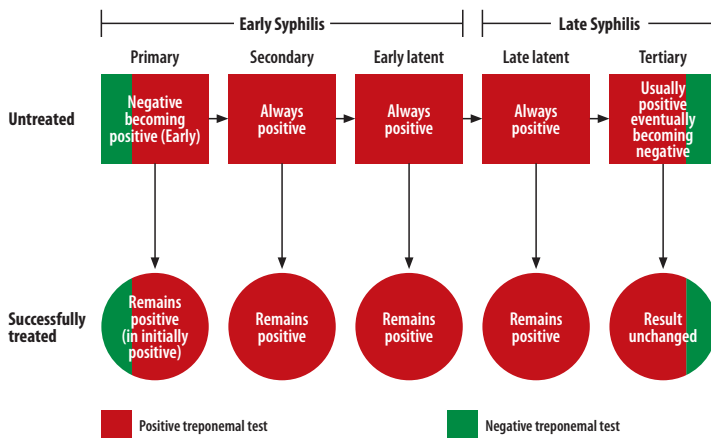 Early Syphilis
Late Syphilis
Primary
Secondary
Early latent
Late latent
Tertiary
Untreated
Negative
becoming
positive (Early)
Always
positive
Always
positive
Always
positive
Usually
positive
eventually
becoming
negative
Successfully
treated
Remains
positive
(in initially
positive)
Remains
positive
Remains
positive
Remains
positive
Result
unchanged
Positive treponemal test
Negative treponemal test